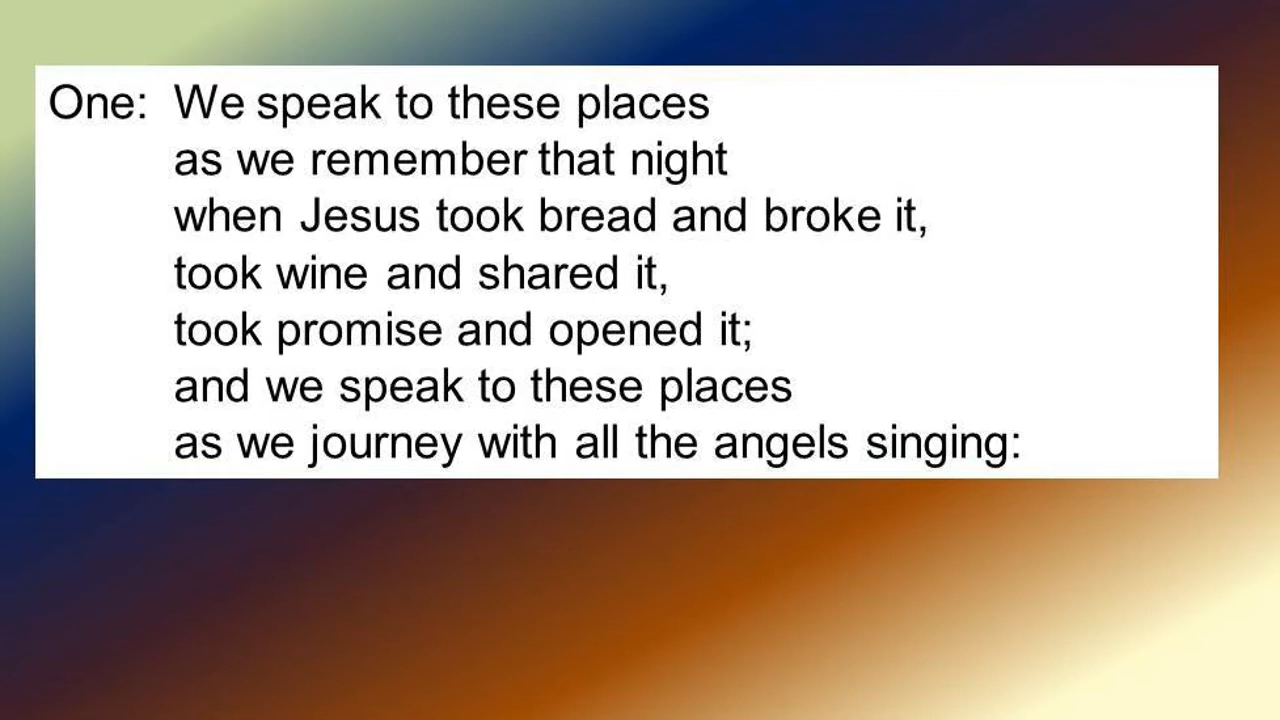 One: We speak to these places
as we remember that night
when Jesus took bread and broke it,
took wine and shared it,
took promise and opened it;
and we speak to these places
as we journey with all the angels singing: